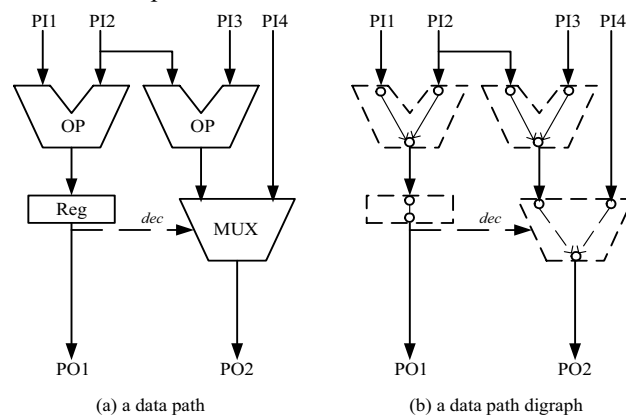 PI1 PI2 PI3 PI4 PI1 PI2 PI3 PI4
OP OP
Reg dec MUX dec
PO1 PO2 PO1 PO2
(a) a data path (b) a data path digraph